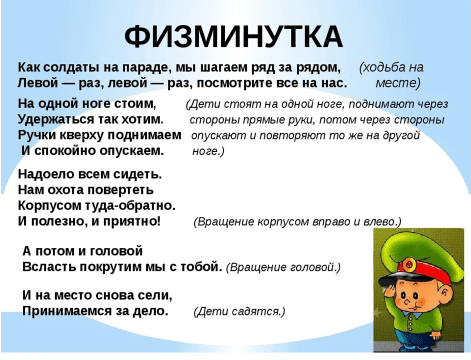 ФИЗМИНУТКА
Как солдаты на параде, мы шагаем ряд за рядом, (ходьба на
Левой — раз, левой — раз, посмотрите все на нас. месте)
На одной ноге стоим, (Дети стоят на одной ноге, поднимают через
Удержаться так хотим. стороны прямые руки, потом через стороны
Ручки кверху поднимаем опускают и повторяют то же на другой
И спокойно опускаем. ноге.)
Надоело всем сидеть.
Нам охота повертеть
Корпусом туда-обратно.
И полезно, и приятно! (Вращение корпусом вправо и влево.)
А потом и головой
Всласть покрутим мы с тобой. (Вращение головой.)
И на место снова сели,
Принимаемся за дело. (Дети садятся.)